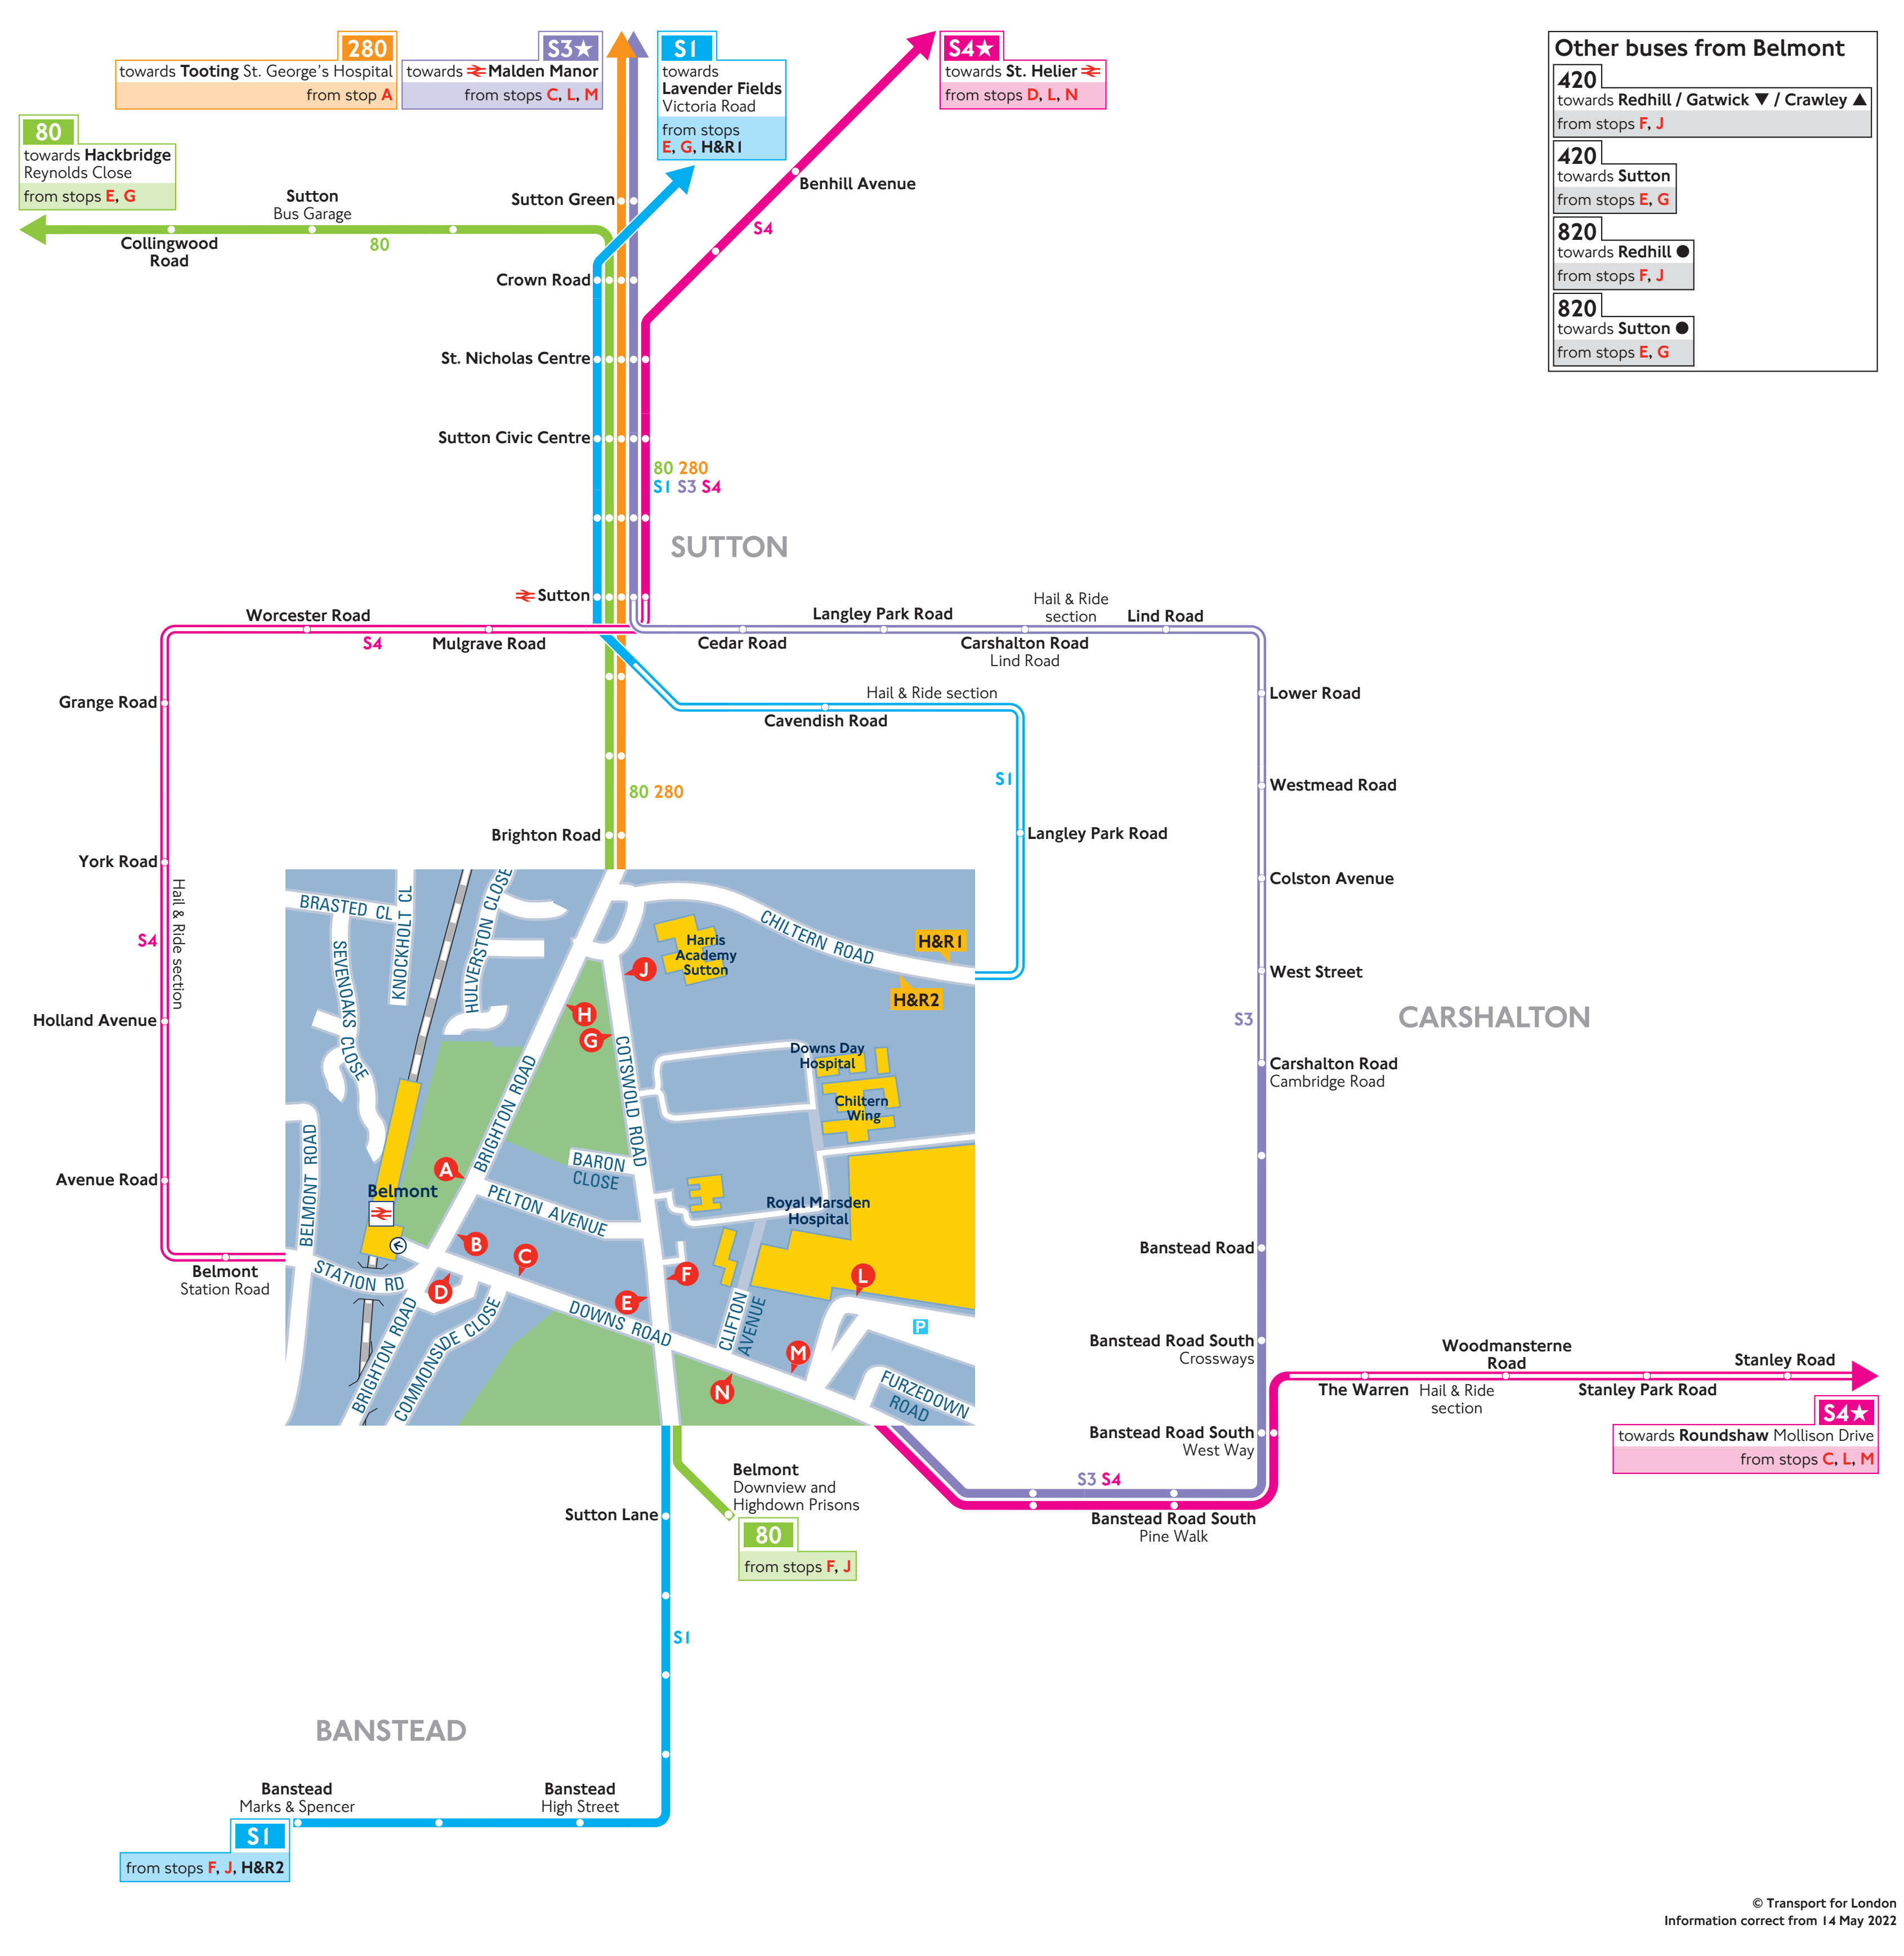 280
towards Tooting St. George's Hospital
from stop A
S3★
towards Malden Manor
from stops C, L, M
S1
towards
Lavender Fields
Victoria Road
from stops
E, G, H&R1
S4★
towards St. Helier
from stops D, L, N
Other buses from Belmont
420
towards Redhill / Gatwick ▼ / Crawley ▲
from stops F, J
420
towards Sutton
from stops E, G
820
towards Redhill ●
from stops F, J
820
towards Sutton ●
from stops E, G
80
towards Hackbridge
Reynolds Close
from stops E, G
Sutton
Bus Garage
Collingwood
Road
80
Sutton Green
Benhill Avenue
S4
Crown Road
St. Nicholas Centre
Sutton Civic Centre
80 280
S1 S3 S4
SUTTON
Sutton
Worcester Road
S4
Mulgrave Road
Cedar Road
Langley Park Road
Carshalton Road
Lind Road
Hail & Ride
section
Lind Road
Grange Road
Hail & Ride section
Cavendish Road
Lower Road
S1
Westmead Road
80 280
Brighton Road
Langley Park Road
York Road
Hail & Ride section
Colston Avenue
S4
West Street
Holland Avenue
S3
CARSHALTON
Carshalton Road
Cambridge Road
Avenue Road
Belmont
Station Road
BRASTED CL
KNOCKHOLT CL
SEVENOAKS CLOSE
HULVERSTON CLOSE
CHILTERN ROAD
H&R1
H&R2
Harris
Academy
Sutton
J
H
G
COTSWOLD ROAD
BRIGHTON ROAD
Downs Day
Hospital
Chiltern
Wing
BELMONT ROAD
A
Belmont
BARON
CLOSE
PELTON AVENUE
Royal Marsden
Hospital
B
C
D
E
F
L
STATION RD
DOWNS ROAD
CLIFTON
AVENUE
P
M
N
BRIGHTON ROAD
COMMONSIDE CLOSE
FURZEDOWN
ROAD
Banstead Road
Banstead Road South
Crossways
Banstead Road South
West Way
Woodmansterne
Road
Stanley Road
The Warren
Hail & Ride
section
Stanley Park Road
S4★
towards Roundshaw Mollison Drive
from stops C, L, M
S3 S4
Banstead Road South
Pine Walk
Belmont
Downview and
Highdown Prisons
80
from stops F, J
Sutton Lane
S1
BANSTEAD
Banstead
Marks & Spencer
Banstead
High Street
S1
from stops F, J, H&R2
© Transport for London
Information correct from 14 May 2022